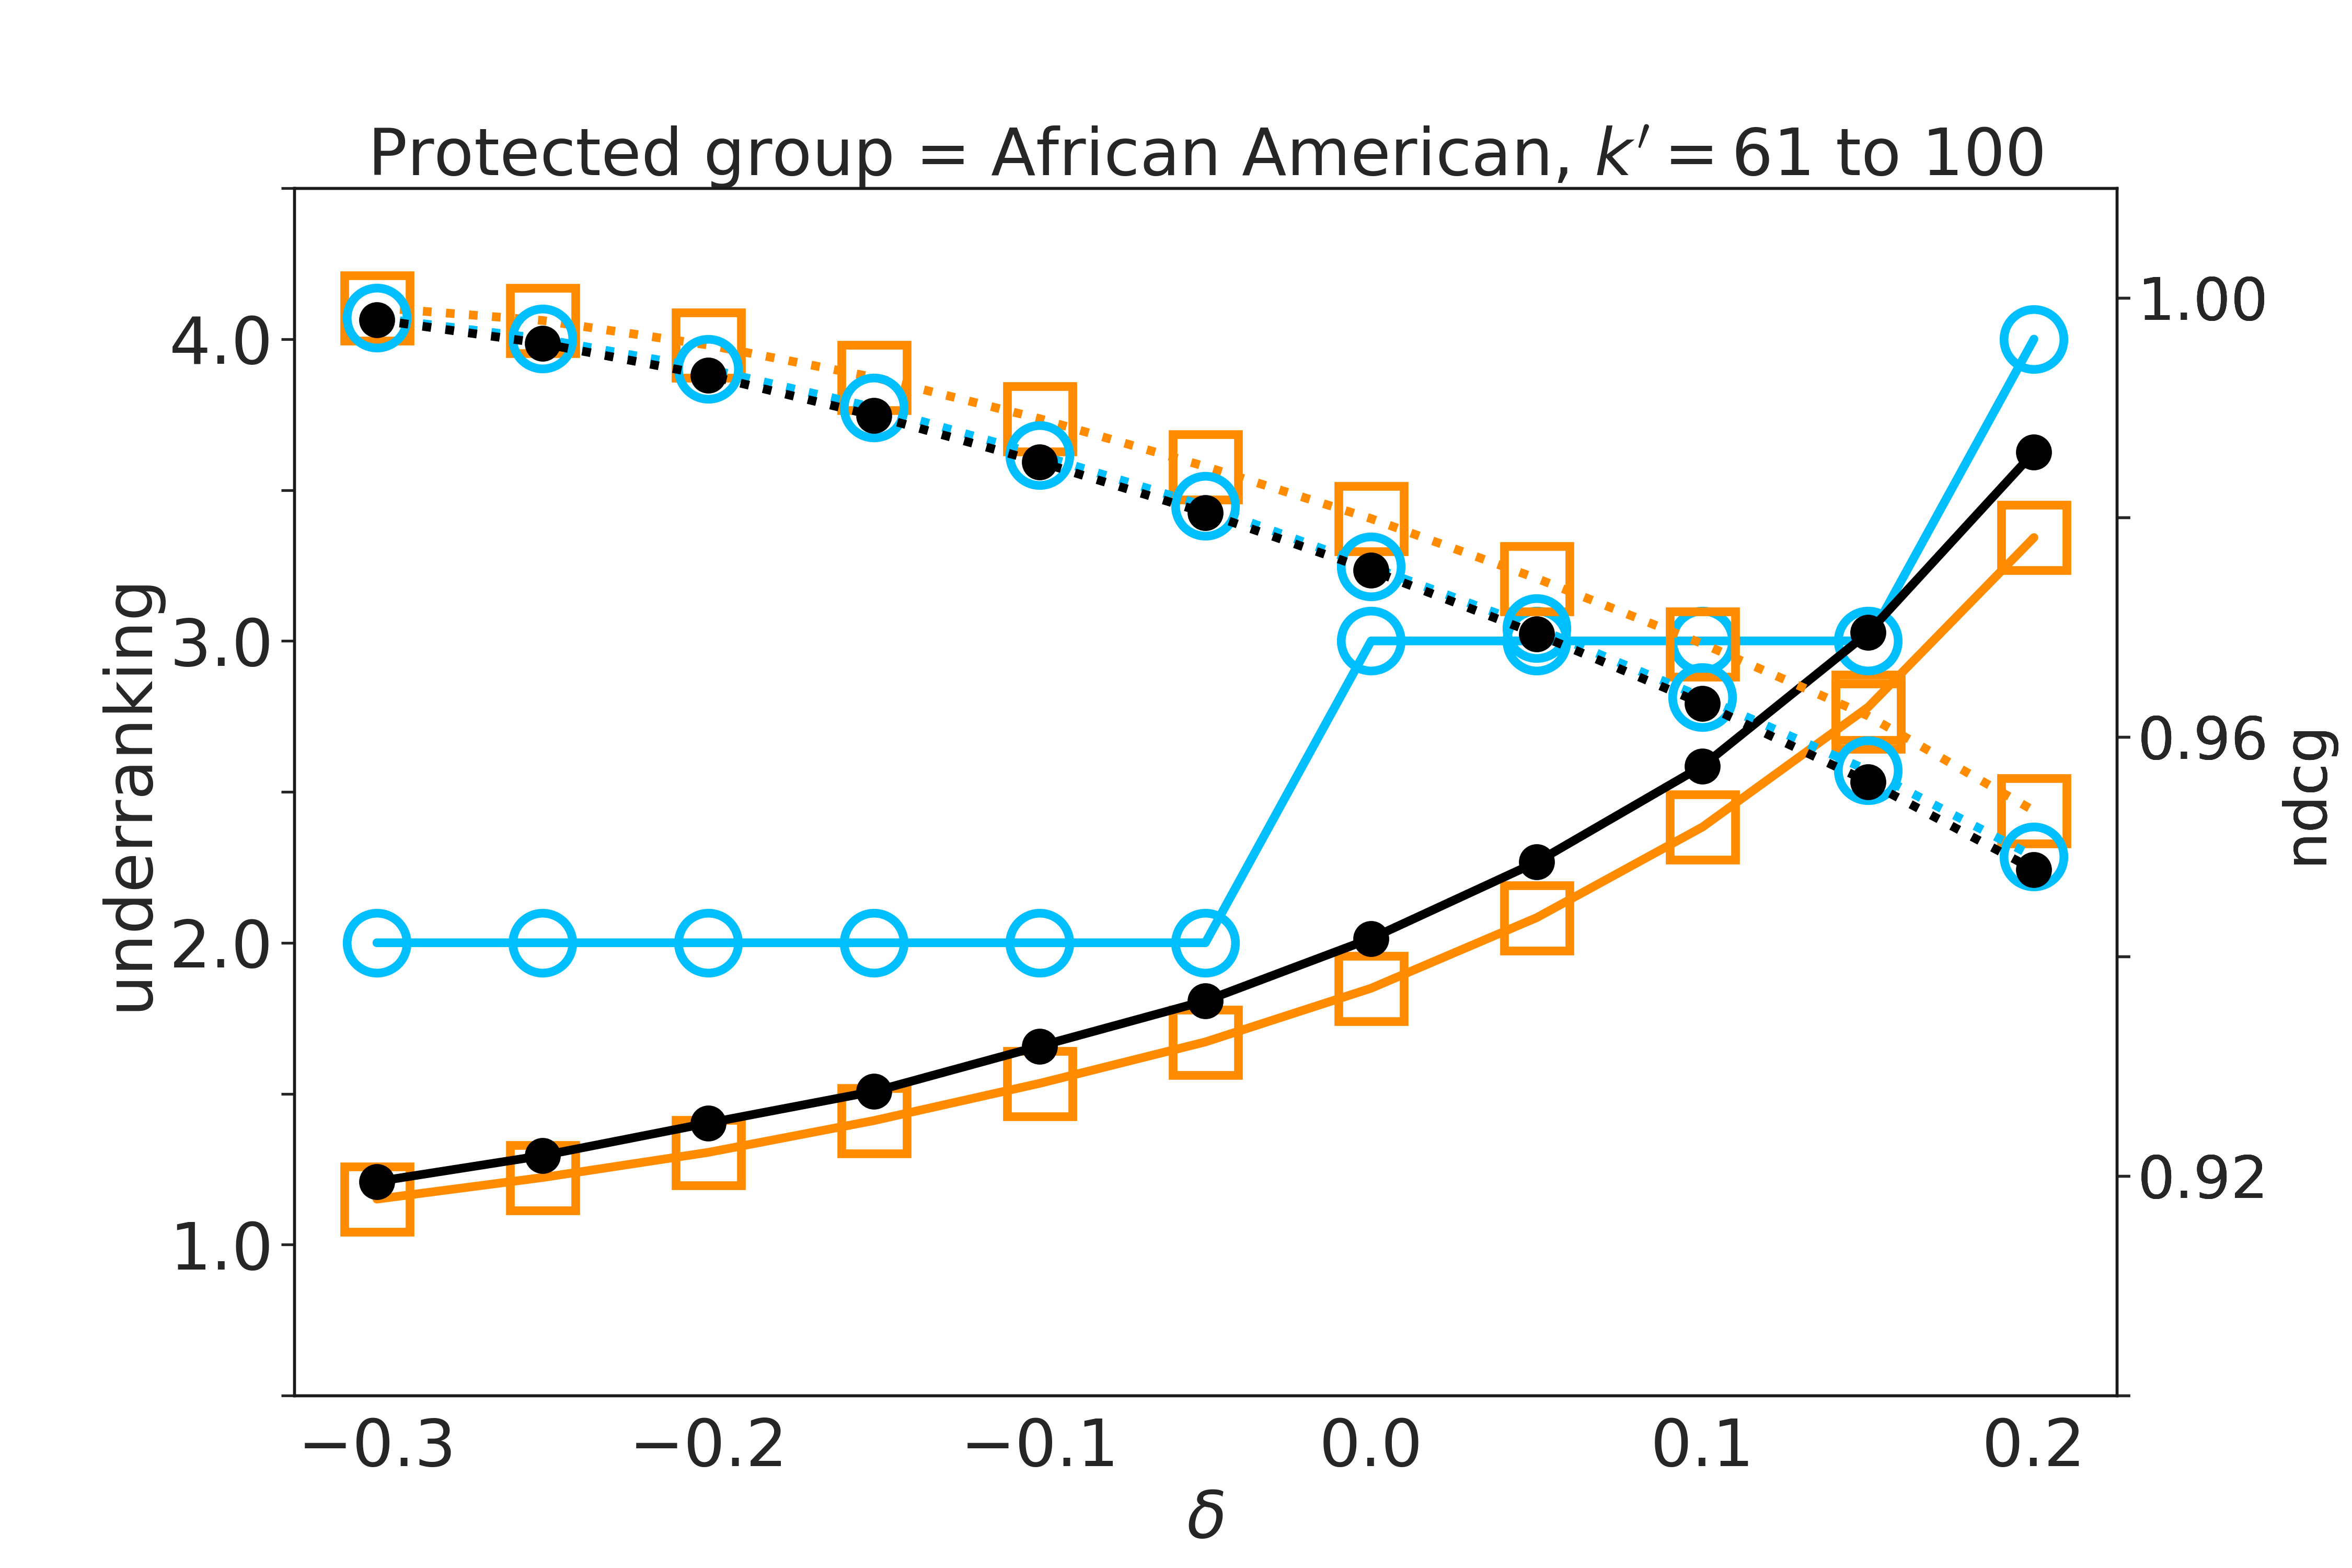 Protected group = African American, k′ = 61 to 100
underranking
4.0
3.0
2.0
1.0
1.00
0.96
0.92
ndcg
−0.3 −0.2 −0.1 0.0 0.1 0.2
δ